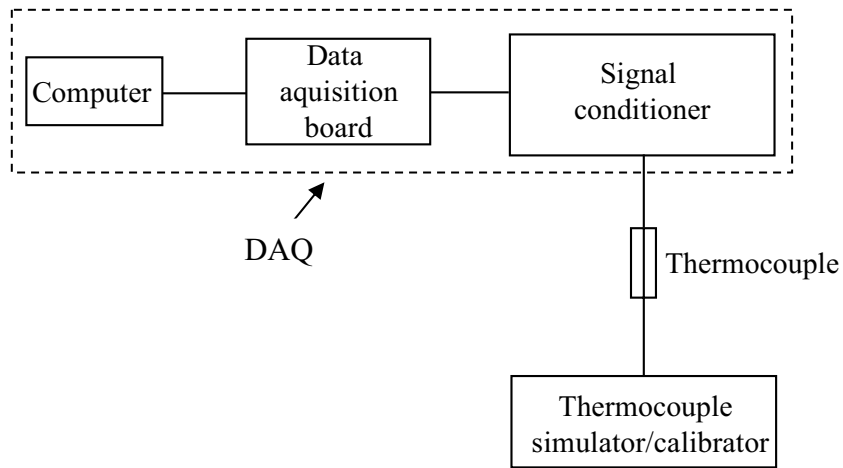 Computer
Data
aquisition
board
Signal
conditioner
DAQ
Thermocouple
Thermocouple
simulator/calibrator